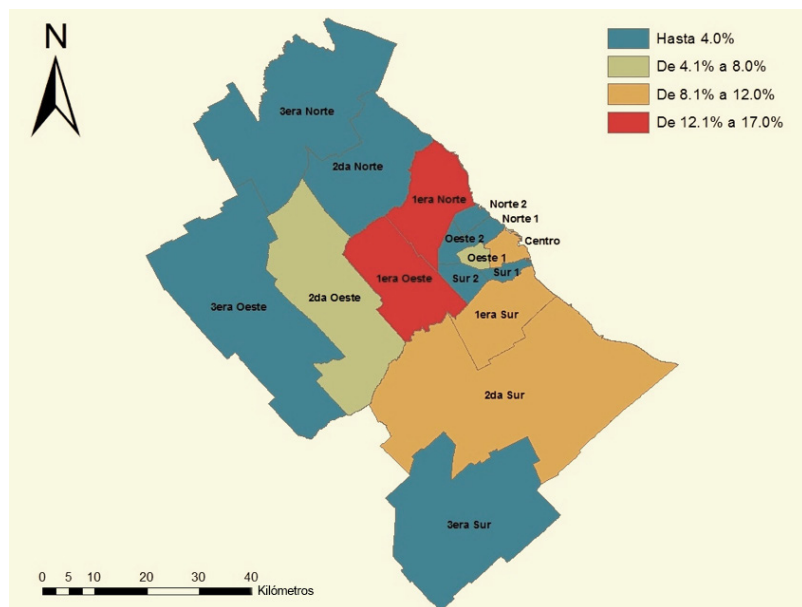 N
Hasta 4.0%
De 4.1% a 8.0%
De 8.1% a 12.0%
De 12.1% a 17.0%
3era Norte
2da Norte
1era Norte
Norte 2
Norte 1
Oeste 2
Centro
Oeste 1
Sur 2
Sur 1
1era Oeste
2da Oeste
3era Oeste
1era Sur
2da Sur
3era Sur
0 5 10 20 30 40
Kilómetros